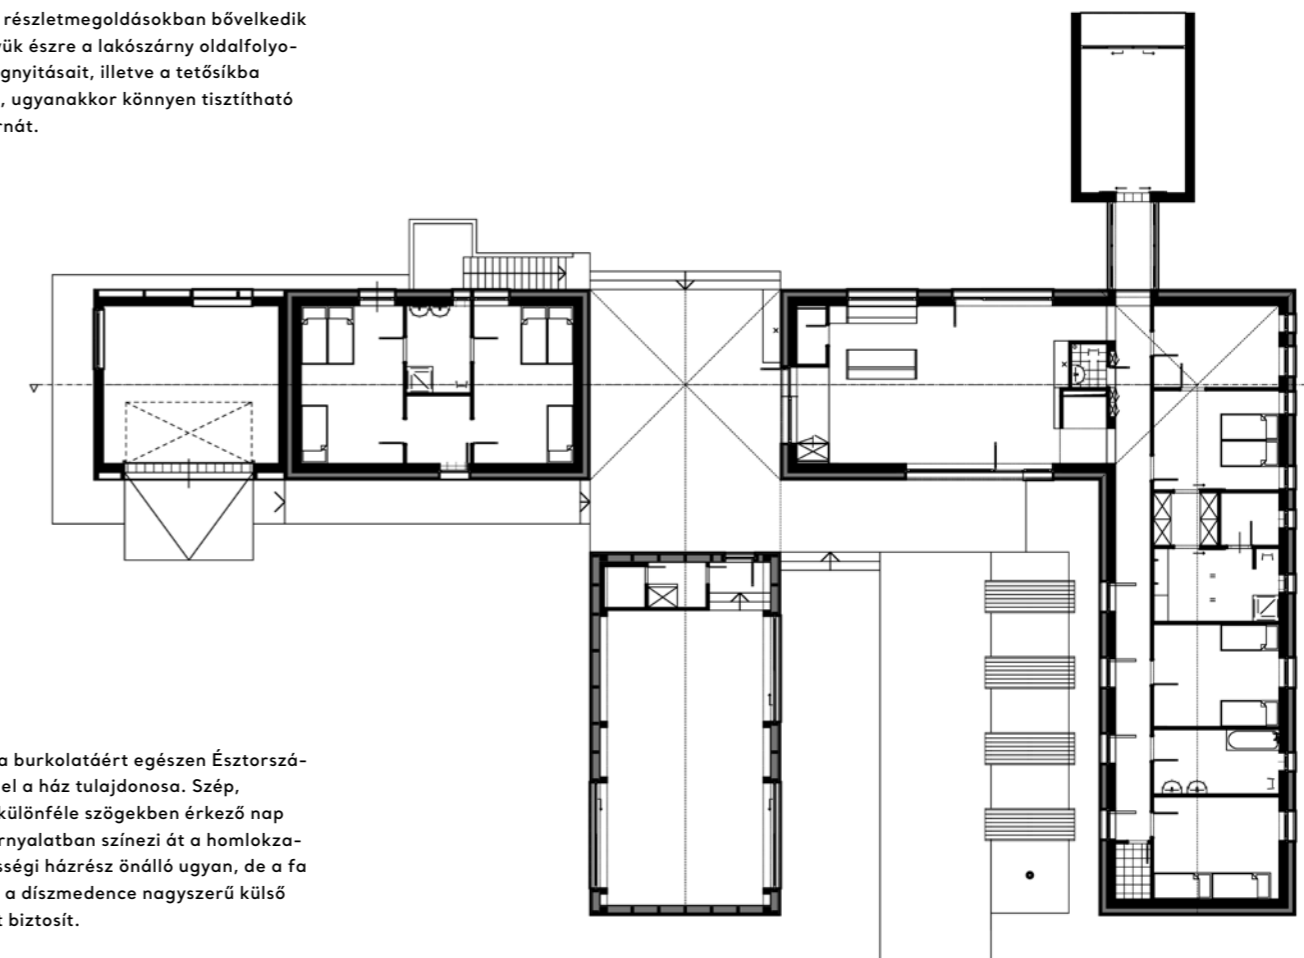 részletmegoldásokban bővelkedik
ük észre a lakószárny oldalfolyo-
gnyitásait, illetve a tetősíkba
, ugyanakkor könnyen tisztítható
rnát.
a burkolatáért egészen Észtorszá-
el a ház tulajdonosa. Szép,
különféle szögekben érkező nap
rnyalatban színezi át a homlokza-
sségi házrész önálló ugyan, de a fa
a díszmedence nagyszerű külső
t biztosít.